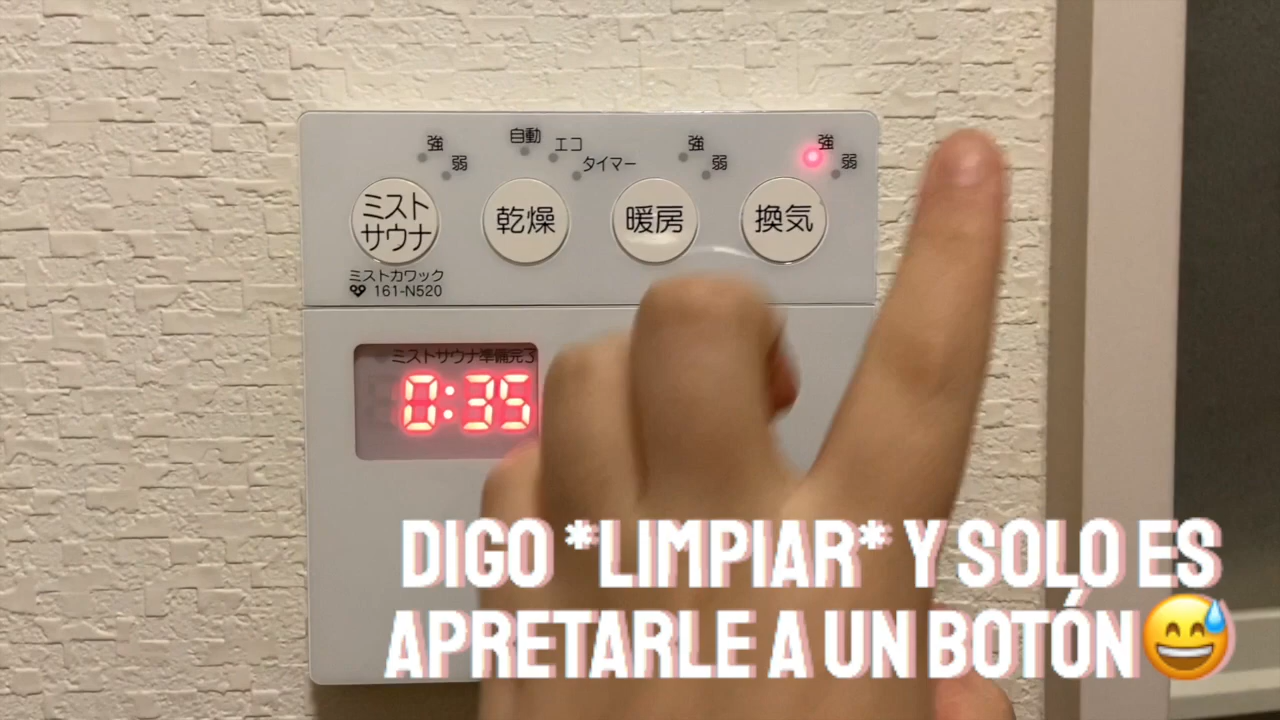 強
弱
自動
エコ
タイマー
強
弱
強
弱
ミスト
サウナ
乾燥
暖房
換気
ミストカワック
161-N520
ミストサウナ準備完了
0:35
DIGO *LIMPIAR* Y SOLO ES
APRETARLE A UN BOTÓN😅